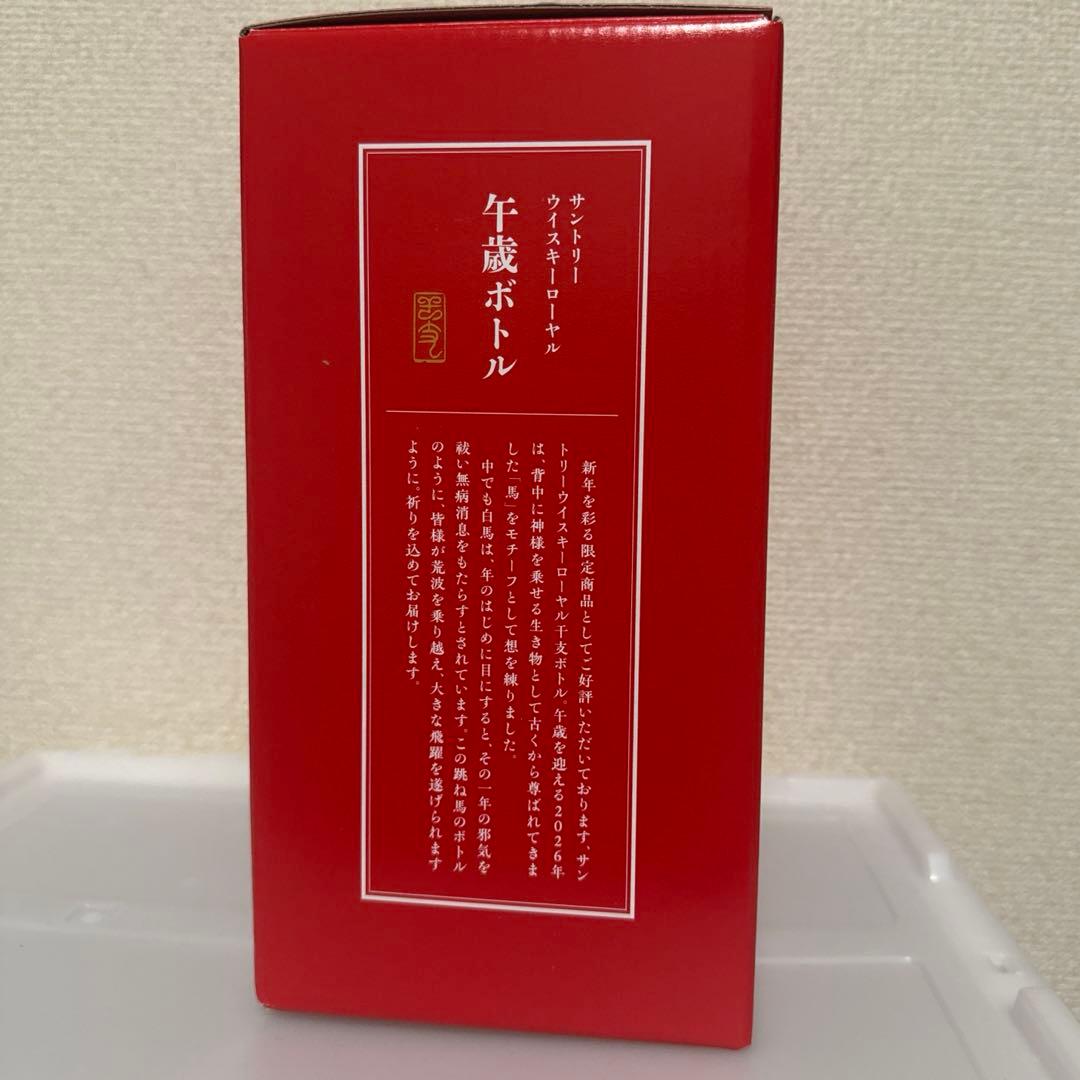 サントリー
ウイスキーローヤル
午歳ボトル
新年を彩る限定商品としてご好評いただいております、サン
トリーウイスキーローヤル干支ボトル。午歳を迎える2026年
は、背中に神様を乗せる生き物として古くから尊ばれてきま
した「馬」をモチーフとして想を練りました。
中でも白馬は、年のはじめに目にすると、その一年の邪気を
祓い無病消息をもたらすとされています。この跳ね馬のボトル
のように、皆様が荒波を乗り越え、大きな飛躍を遂げられます
ように。祈りを込めてお届けします。